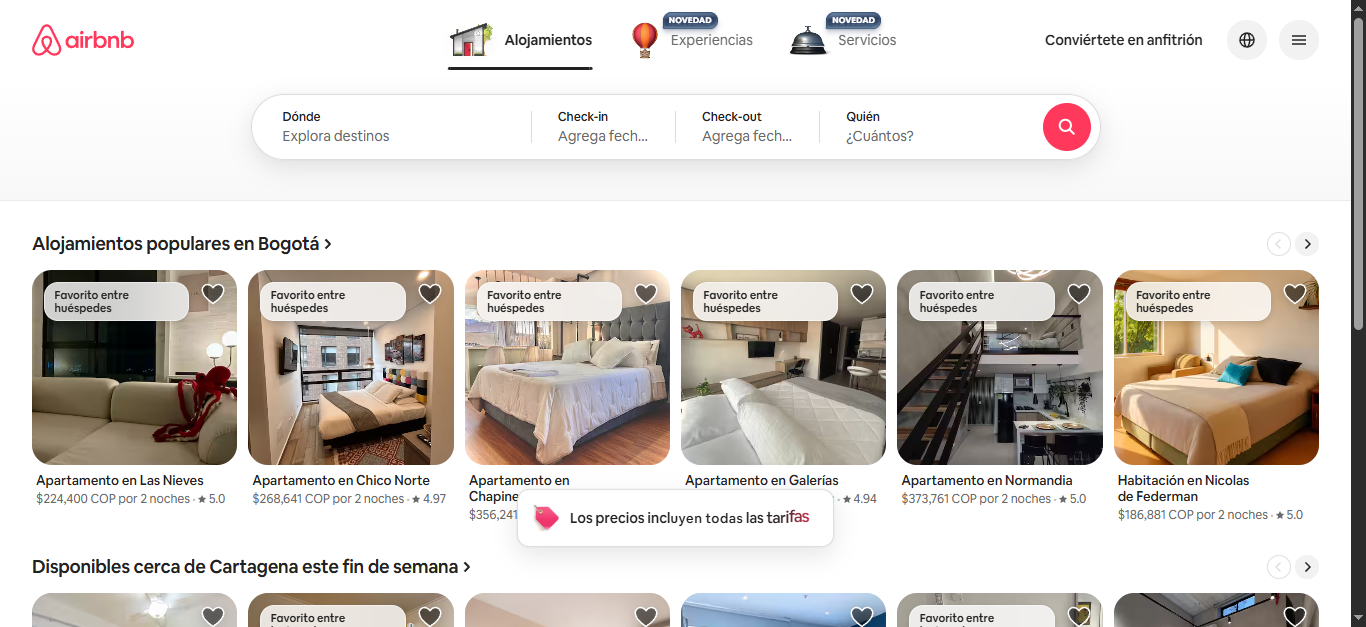 airbnb
Alojamientos
NOVEDAD
Experiencias
NOVEDAD
Servicios
Conviértete en anfitrión
Dónde
Explora destinos
Check-in
Agrega fech...
Check-out
Agrega fech...
Quién
¿Cuántos?
Alojamientos populares en Bogotá
Favorito entre
huéspedes
Favorito entre
huéspedes
Favorito entre
huéspedes
Favorito entre
huéspedes
Favorito entre
huéspedes
Favorito entre
huéspedes
Apartamento en Las Nieves
$224,400 COP por 2 noches · ★ 5.0
Apartamento en Chico Norte
$268,641 COP por 2 noches · ★ 4.97
Apartamento en
Chapine
$356,241
Apartamento en Galerías
· ★ 4.94
Apartamento en Normandia
$373,761 COP por 2 noches · ★ 5.0
Habitación en Nicolas
de Federman
$186,881 COP por 2 noches · ★ 5.0
Los precios incluyen todas las tarifas
Disponibles cerca de Cartagena este fin de semana
Favorito entre
Favorito entre